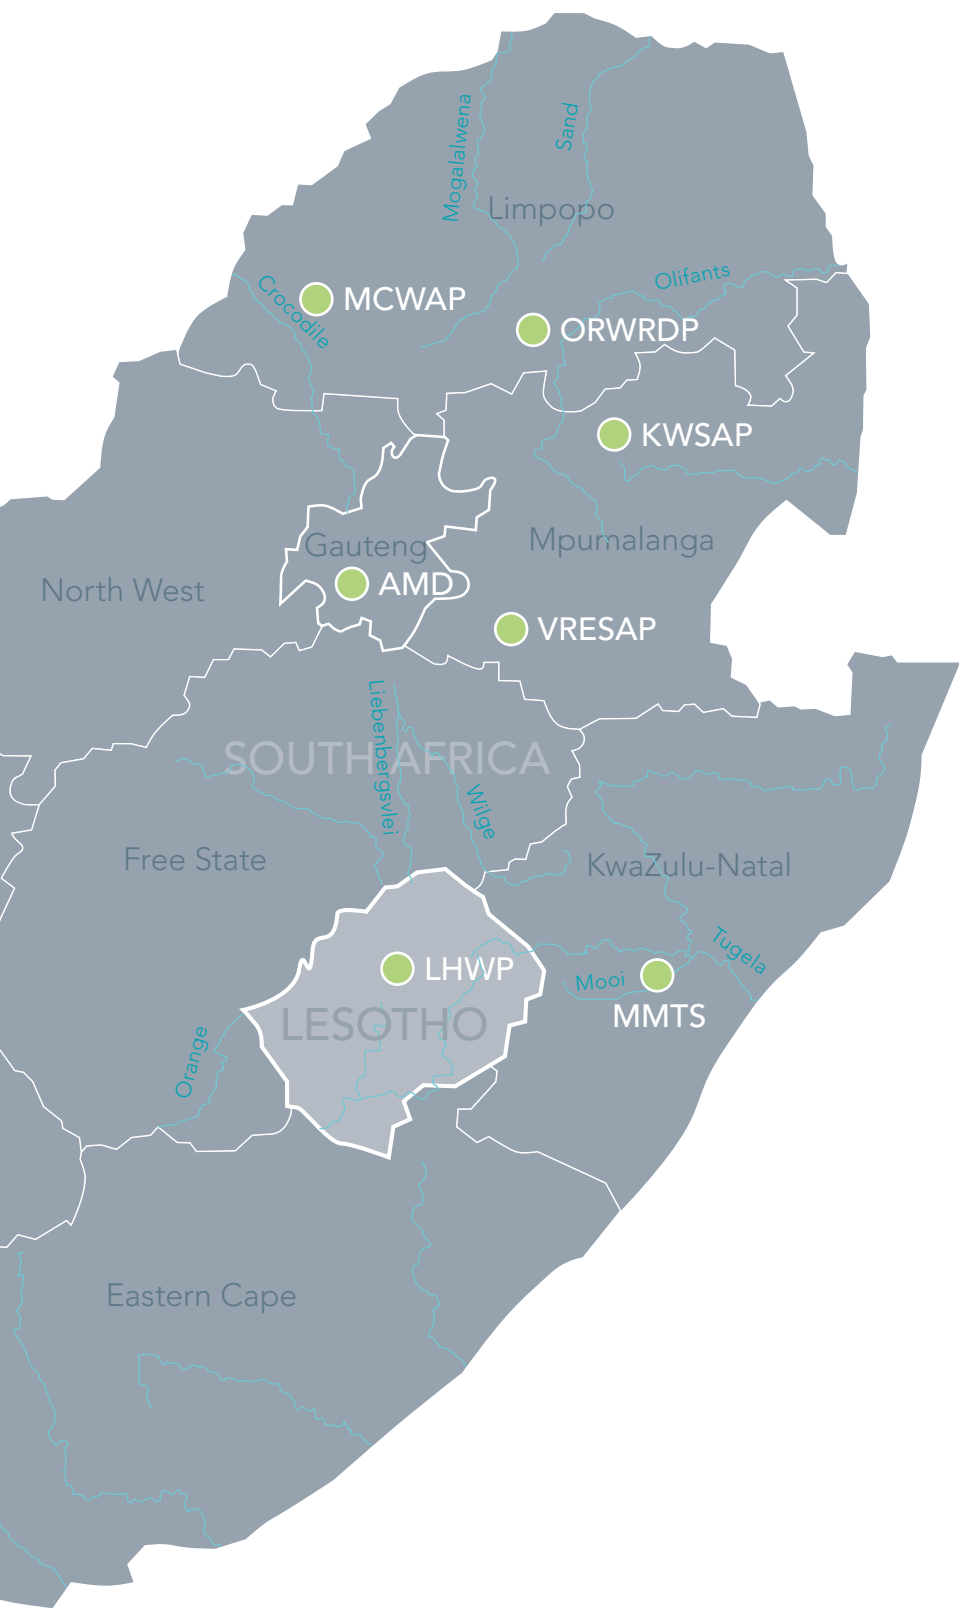 Mogalalwena
Sand
Limpopo
Olifants
Crocodile
MCWAP
ORWRDP
KWSAP
Gauteng
Mpumalanga
North West
AMD
VRESAP
Liebenbergsvlei
SOUTH AFRICA
Wilge
Free State
KwaZulu-Natal
Tugela
LHWP
Mooi
MMTS
LESOTHO
Orange
Eastern Cape